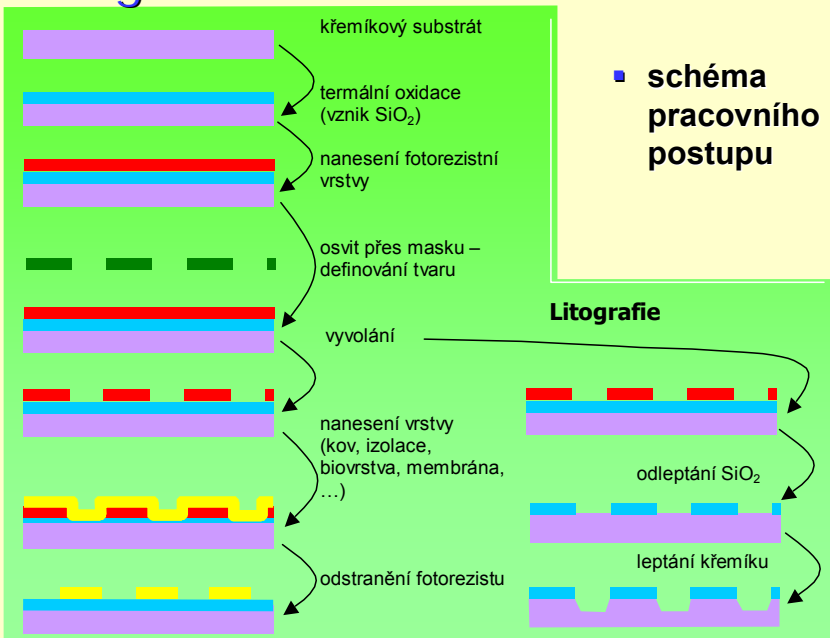 křemíkový substrát
termální oxidace
(vznik SiO₂)
nanesení fotorezistní
vrstvy
osvit přes masku –
definování tvaru
vyvolání
nanesení vrstvy
(kov, izolace,
biovrstva, membrána,
…)
odstranění fotorezistu
▪ schéma
pracovního
postupu
Litografie
odleptání SiO₂
leptání křemíku